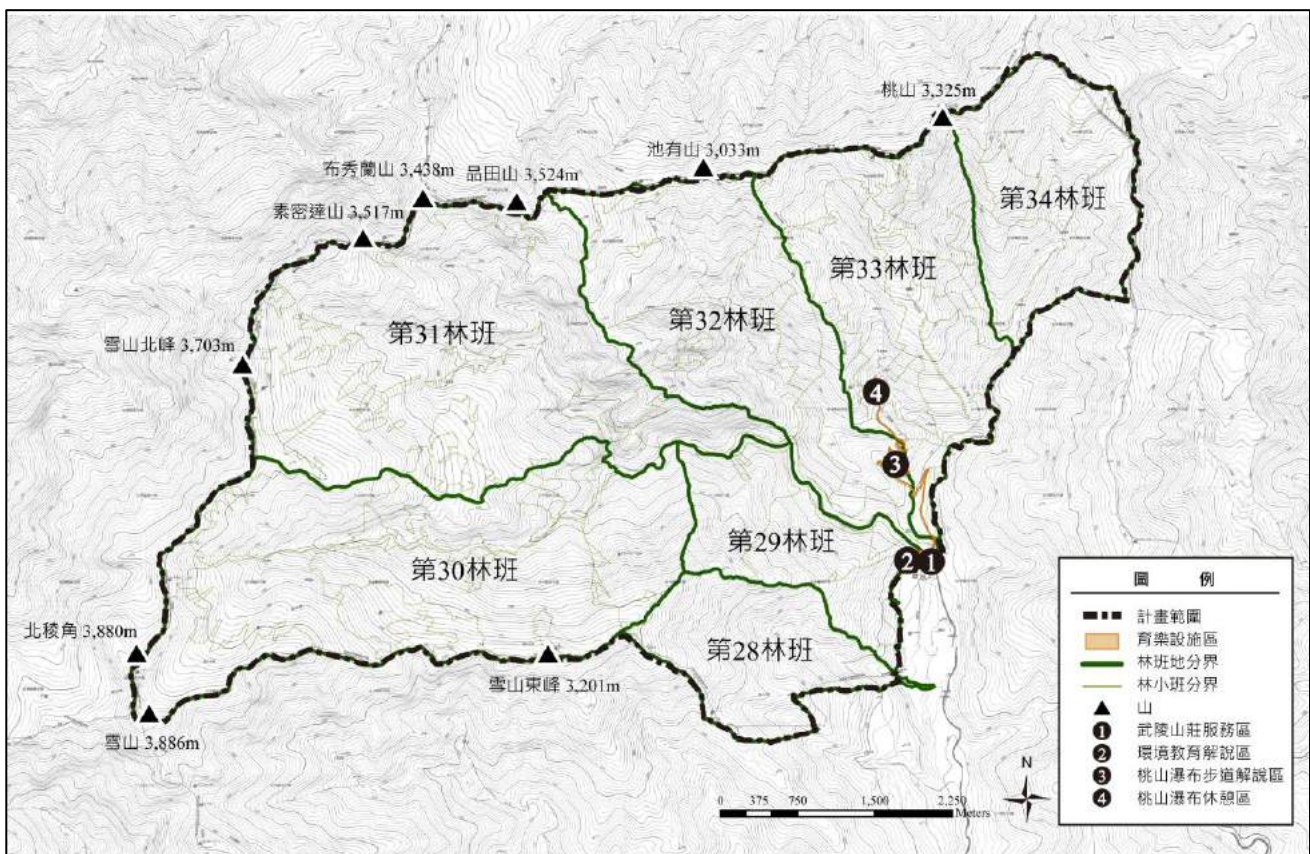 桃山 3,325m
池有山 3,033m
布秀蘭山 3,438m
品田山 3,524m
素密達山 3,517m
第34林班
第33林班
第32林班
第31林班
雪山北峰 3,703m
4
3
第29林班
2 1
第30林班
北稜角 3,880m
第28林班
雪山東峰 3,201m
雪山 3,886m
圖 例
計畫範圍
育樂設施區
林班地分界
林小班分界
山
1 武陵山莊服務區
2 環境教育解說區
3 桃山瀑布步道解說區
4 桃山瀑布休憩區
N
0 375 750 1,500 2,250
Meters